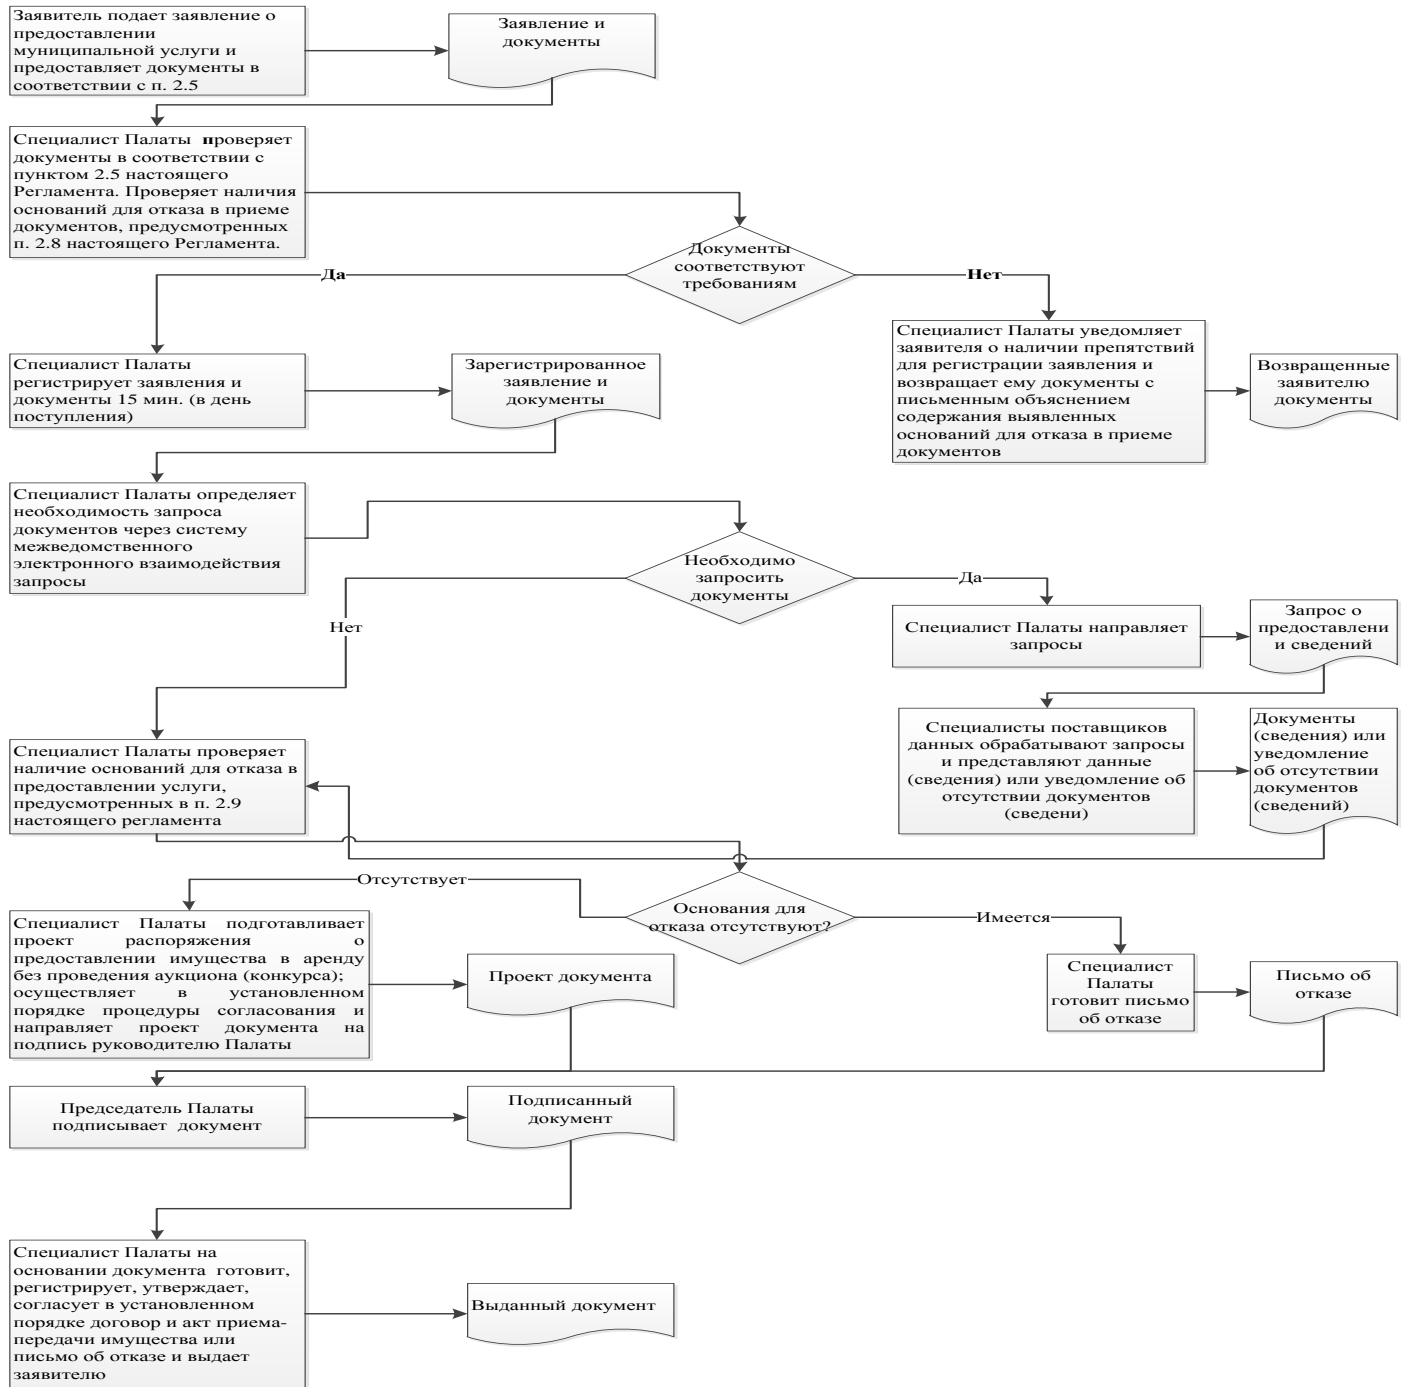 Заявитель подает заявление о
предоставлении
муниципальной услуги и
предоставляет документы в
соответствии с п. 2.5
Заявление и
документы
Специалист Палаты проверяет
документы в соответствии с
пунктом 2.5 настоящего
Регламента. Проверяет наличия
оснований для отказа в приеме
документов, предусмотренных
п. 2.8 настоящего Регламента.
Документы
соответствуют
требованиям
Да
Нет
Специалист Палаты
регистрирует заявления и
документы 15 мин. (в день
поступления)
Зарегистрированное
заявление и
документы
Специалист Палаты уведомляет
заявителя о наличии препятствий
для регистрации заявления и
возвращает ему документы с
письменным объяснением
содержания выявленных
оснований для отказа в приеме
документов
Возвращенные
заявителю
документы
Специалист Палаты определяет
необходимость запроса
документов через систему
межведомственного
электронного взаимодействия
запросы
Необходимо
запросить
документы
Да
Нет
Специалист Палаты направляет
запросы
Запрос о
предоставлени
и сведений
Специалисты поставщиков
данных обрабатывают запросы
и представляют данные
(сведения) или уведомление об
отсутствии документов
(сведени)
Документы
(сведения) или
уведомление
об отсутствии
документов
(сведений)
Специалист Палаты проверяет
наличие оснований для отказа в
предоставлении услуги,
предусмотренных в п. 2.9
настоящего регламента
Основания для
отказа отсутствуют?
Отсутствует
Имеется
Специалист Палаты подготавливает
проект распоряжения о
предоставлении имущества в аренду
без проведения аукциона (конкурса);
осуществляет в установленном
порядке процедуры согласования и
направляет проект документа на
подпись руководителю Палаты
Проект документа
Специалист
Палаты
готовит письмо
об отказе
Письмо об
отказе
Председатель Палаты
подписывает документ
Подписанный
документ
Специалист Палаты на
основании документа готовит,
регистрирует, утверждает,
согласует в установленном
порядке договор и акт приема-
передачи имущества или
письмо об отказе и выдает
заявителю
Выданный документ